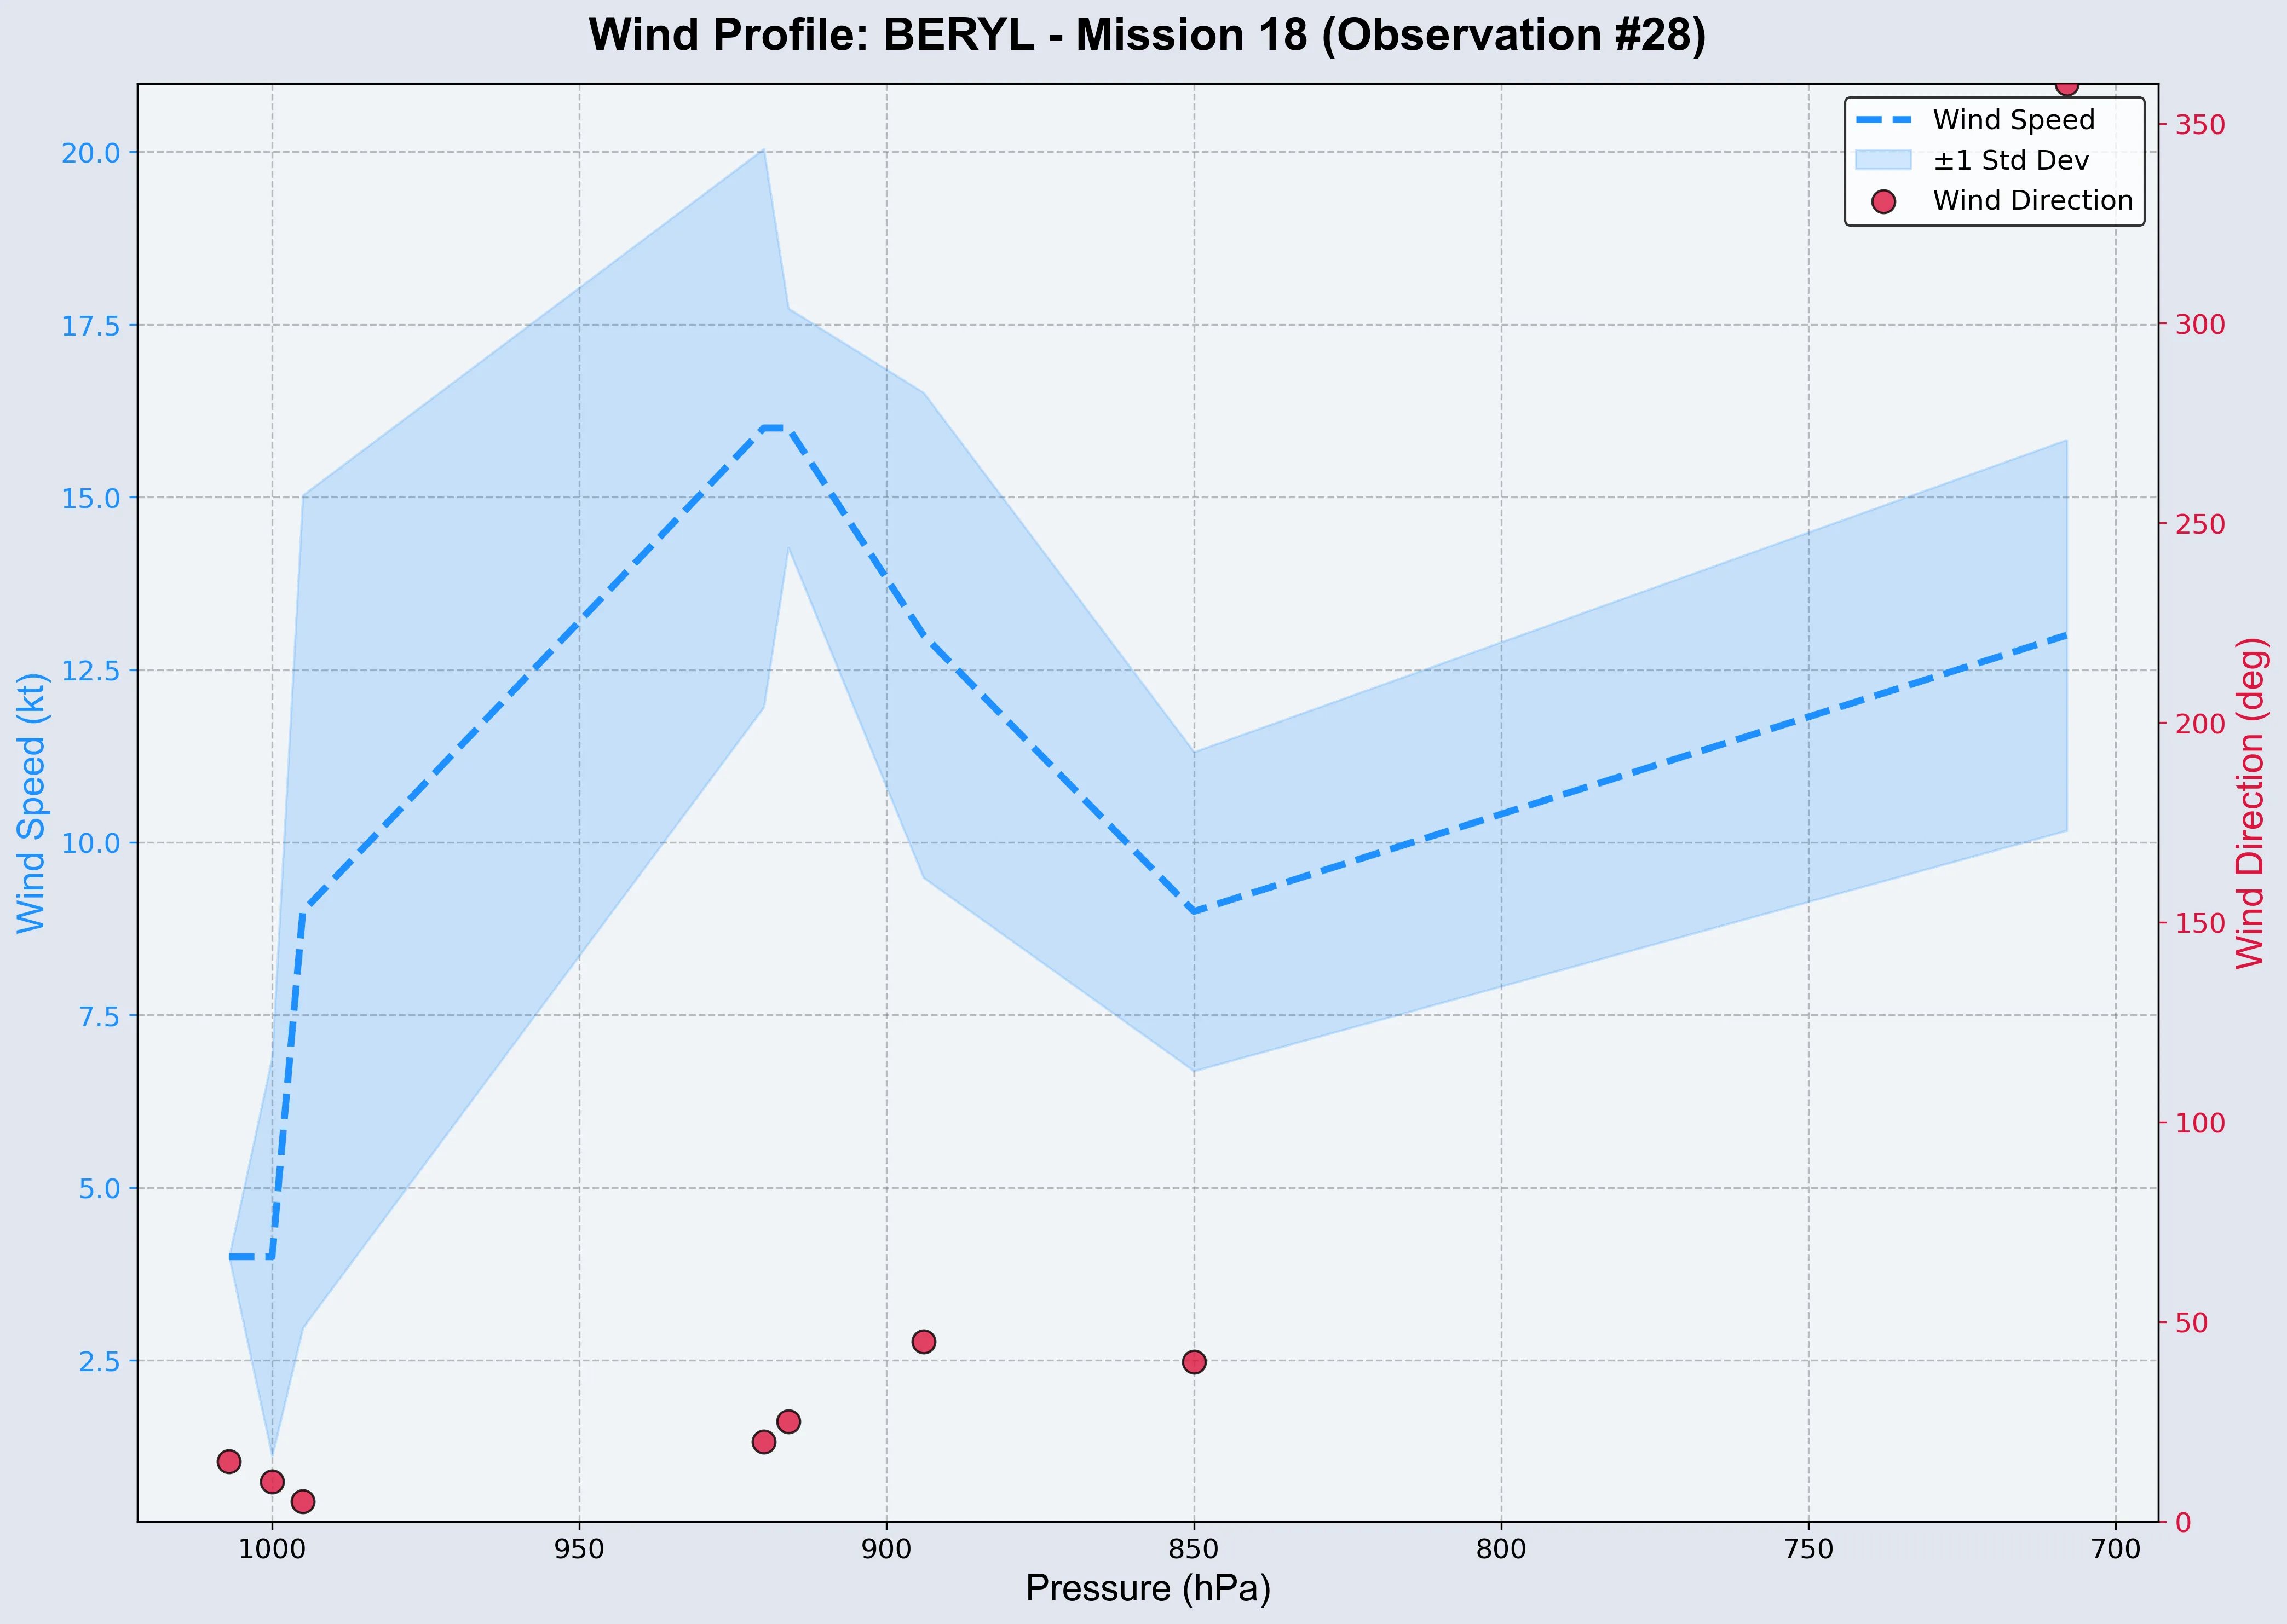 Wind Profile: BERYL - Mission 18 (Observation #28)
Wind Speed
±1 Std Dev
Wind Direction
Wind Speed (kt)
20.0
17.5
15.0
12.5
10.0
7.5
5.0
2.5
350
300
250
200
150
100
50
0
Wind Direction (deg)
1000 950 900 850 800 750 700
Pressure (hPa)